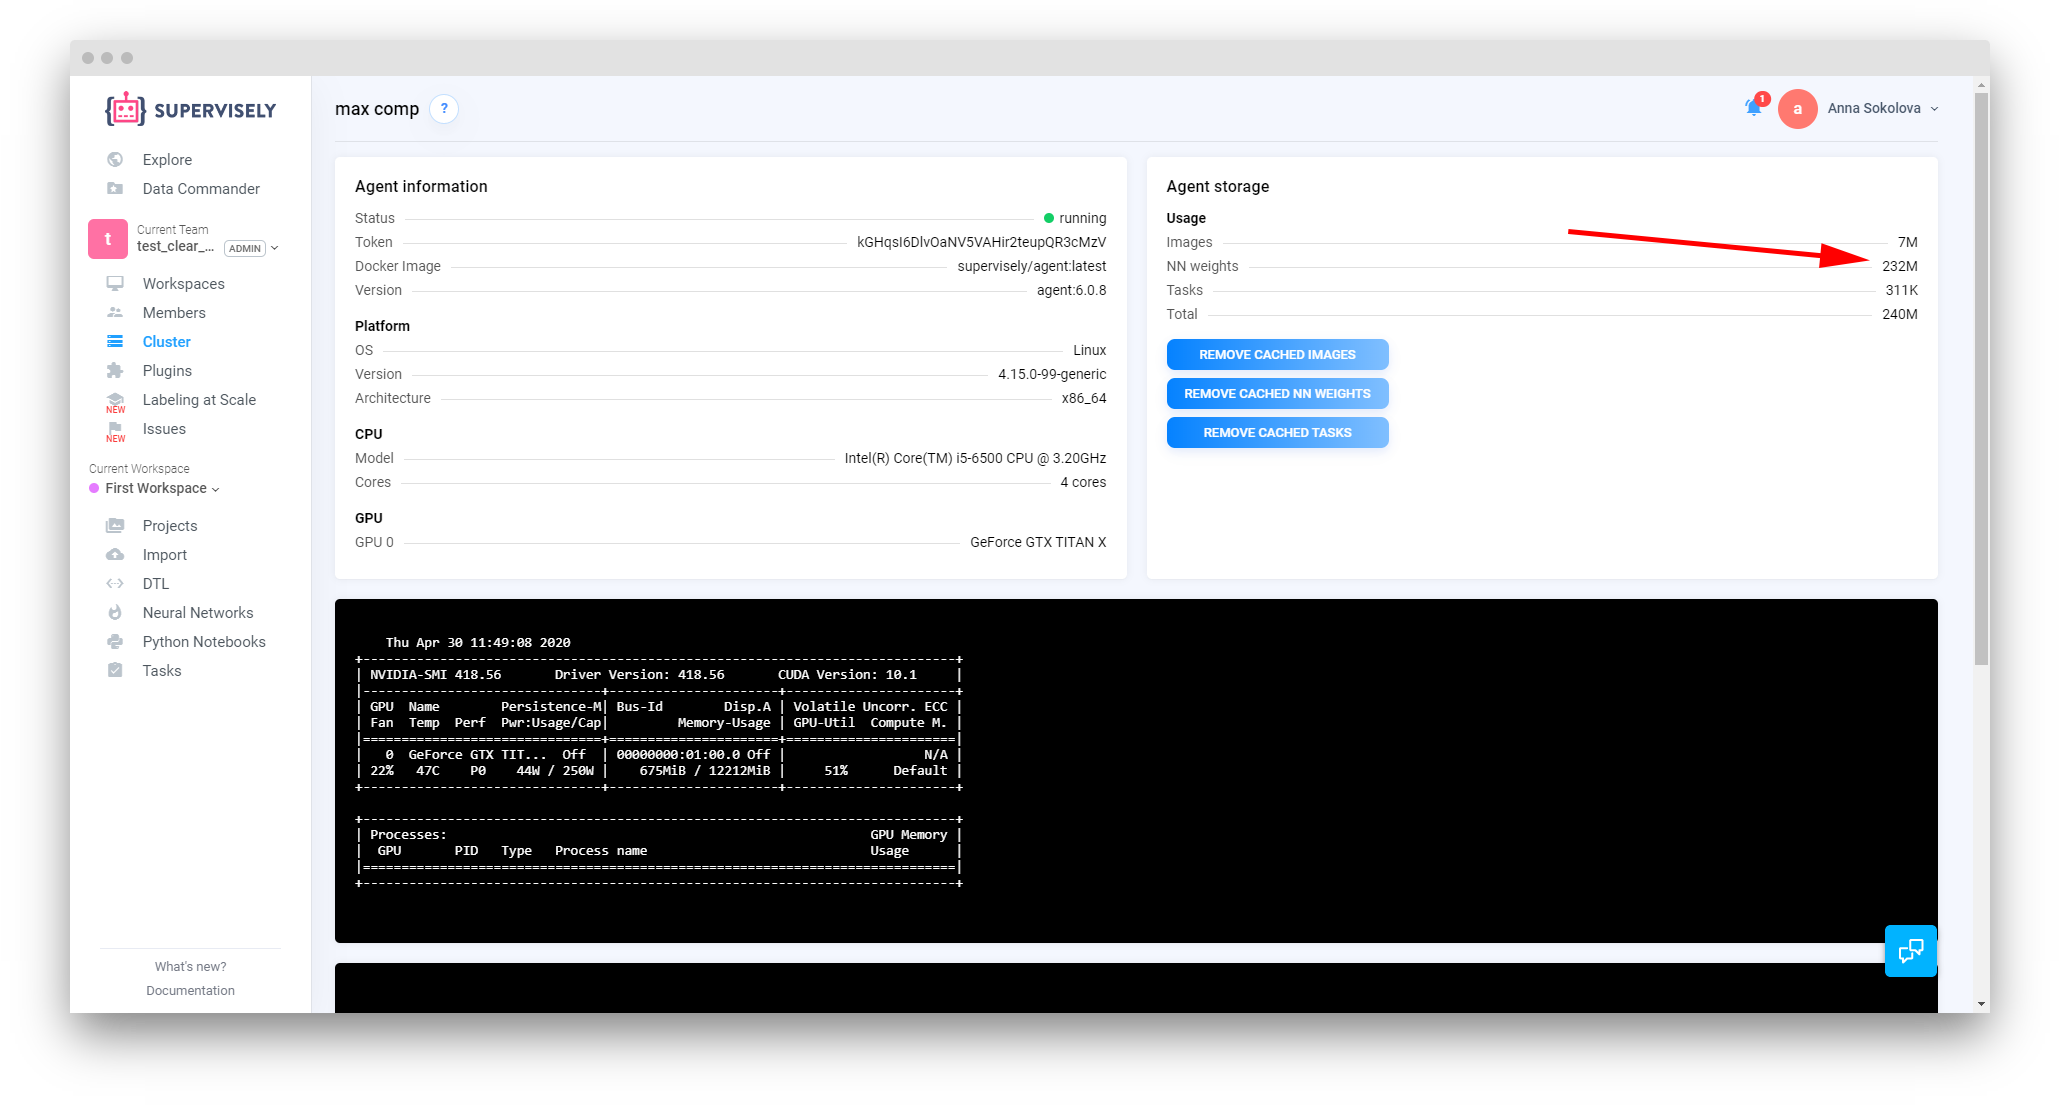 SUPERVISELY
Explore
Data Commander
t
Current Team
test_clear_...
ADMIN
Workspaces
Members
Cluster
Plugins
Labeling at Scale
NEW
Issues
NEW
Current Workspace
First Workspace
Projects
Import
DTL
Neural Networks
Python Notebooks
Tasks
What's new?
Documentation
max comp ?
1
a
Anna Sokolova
Agent information
Status running
Token kGHqsI6DlvOaNV5VAHir2teupQR3cMzV
Docker Image supervisely/agent:latest
Version agent:6.0.8
Platform
OS Linux
Version 4.15.0-99-generic
Architecture x86_64
CPU
Model Intel(R) Core(TM) i5-6500 CPU @ 3.20GHz
Cores 4 cores
GPU
GPU 0 GeForce GTX TITAN X
Agent storage
Usage
Images 7M
NN weights 232M
Tasks 311K
Total 240M
REMOVE CACHED IMAGES
REMOVE CACHED NN WEIGHTS
REMOVE CACHED TASKS
Thu Apr 30 11:49:08 2020
NVIDIA-SMI 418.56 Driver Version: 418.56 CUDA Version: 10.1
GPU Name Persistence-M| Bus-Id Disp.A | Volatile Uncorr. ECC |
Fan Temp Perf Pwr:Usage/Cap| Memory-Usage | GPU-Util Compute M. |
0 GeForce GTX TIT... Off | 00000000:01:00.0 Off | N/A |
22% 47C P0 44W / 250W | 675MiB / 12212MiB | 51% Default |
Processes: GPU Memory |
GPU PID Type Process name Usage |